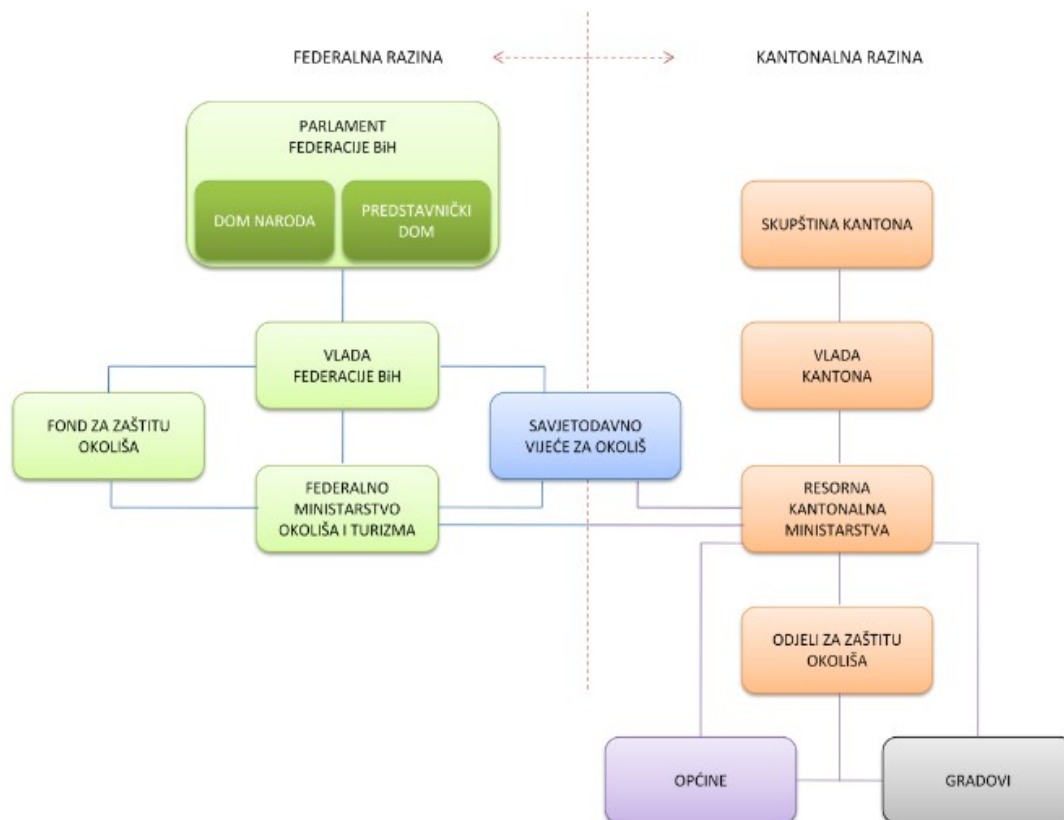 FEDERALNA RAZINA
KANTONALNA RAZINA
PARLAMENT
FEDERACIJE BiH
DOM NARODA
PREDSTAVNIČKI
DOM
SKUPŠTINA KANTONA
VLADA
FEDERACIJE BiH
VLADA
KANTONA
FOND ZA ZAŠTITU
OKOLIŠA
SAVJETODAVNO
VIJEĆE ZA OKOLIŠ
FEDERALNO
MINISTARSTVO
OKOLIŠA I TURIZMA
RESORNA
KANTONALNA
MINISTARSTVA
ODJELI ZA ZAŠTITU
OKOLIŠA
OPĆINE
GRADOVI